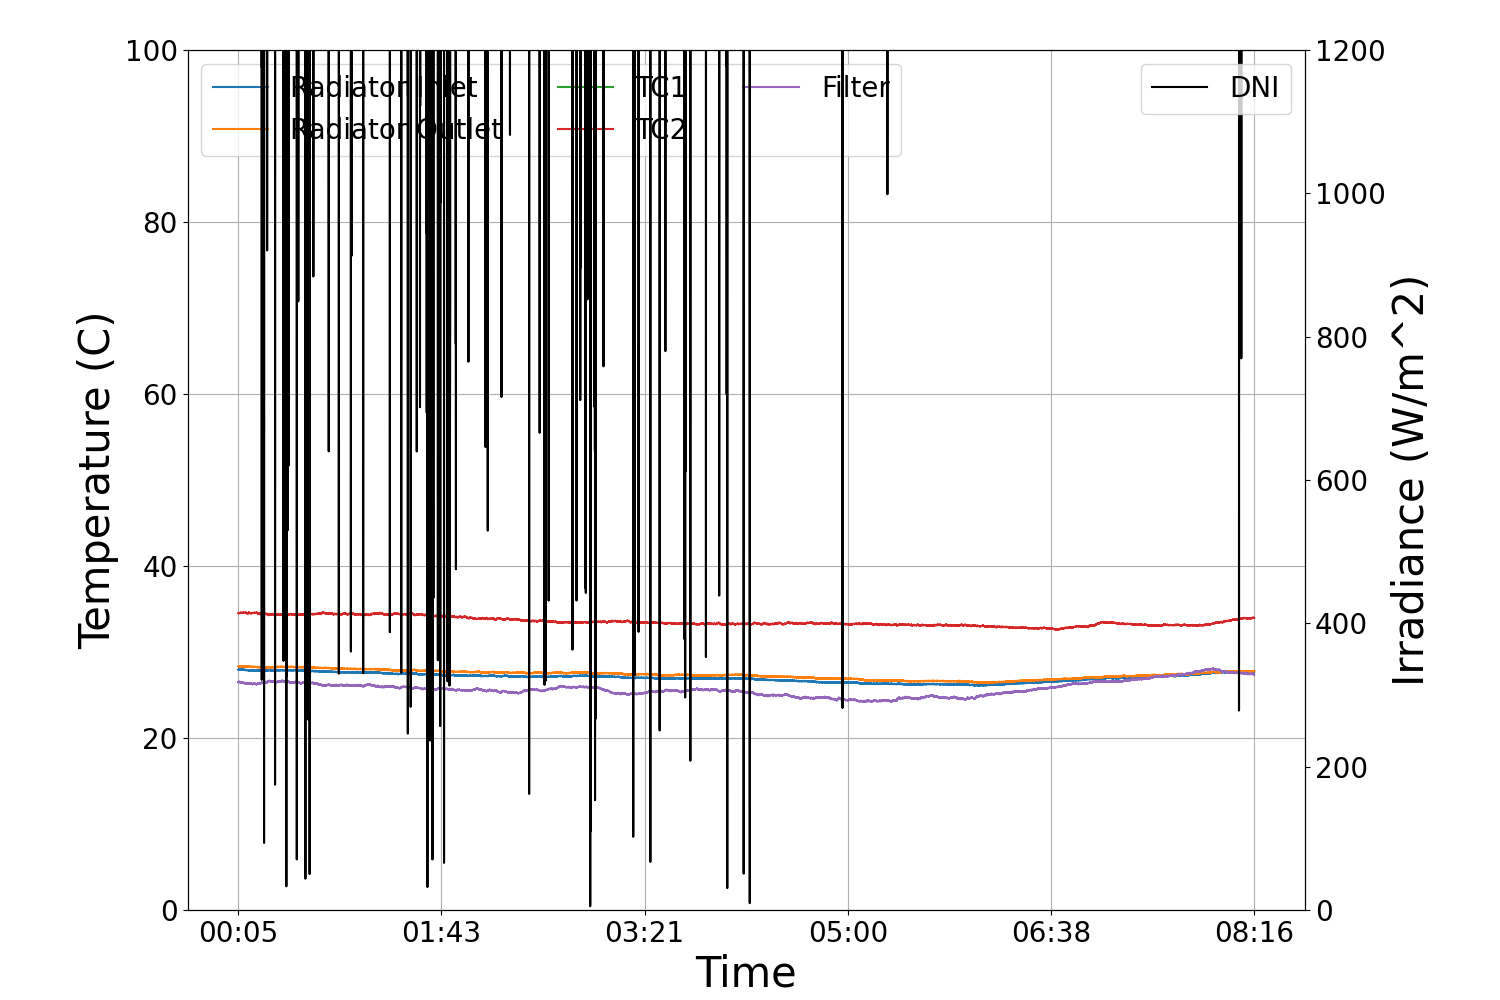 Radiator Inlet
Radiator Outlet
TC1
TC2
Filter
DNI
100
80
60
40
20
0
Temperature (C)
1200
1000
800
600
400
200
0
Irradiance (W/m^2)
00:05 01:43 03:21 05:00 06:38 08:16
Time